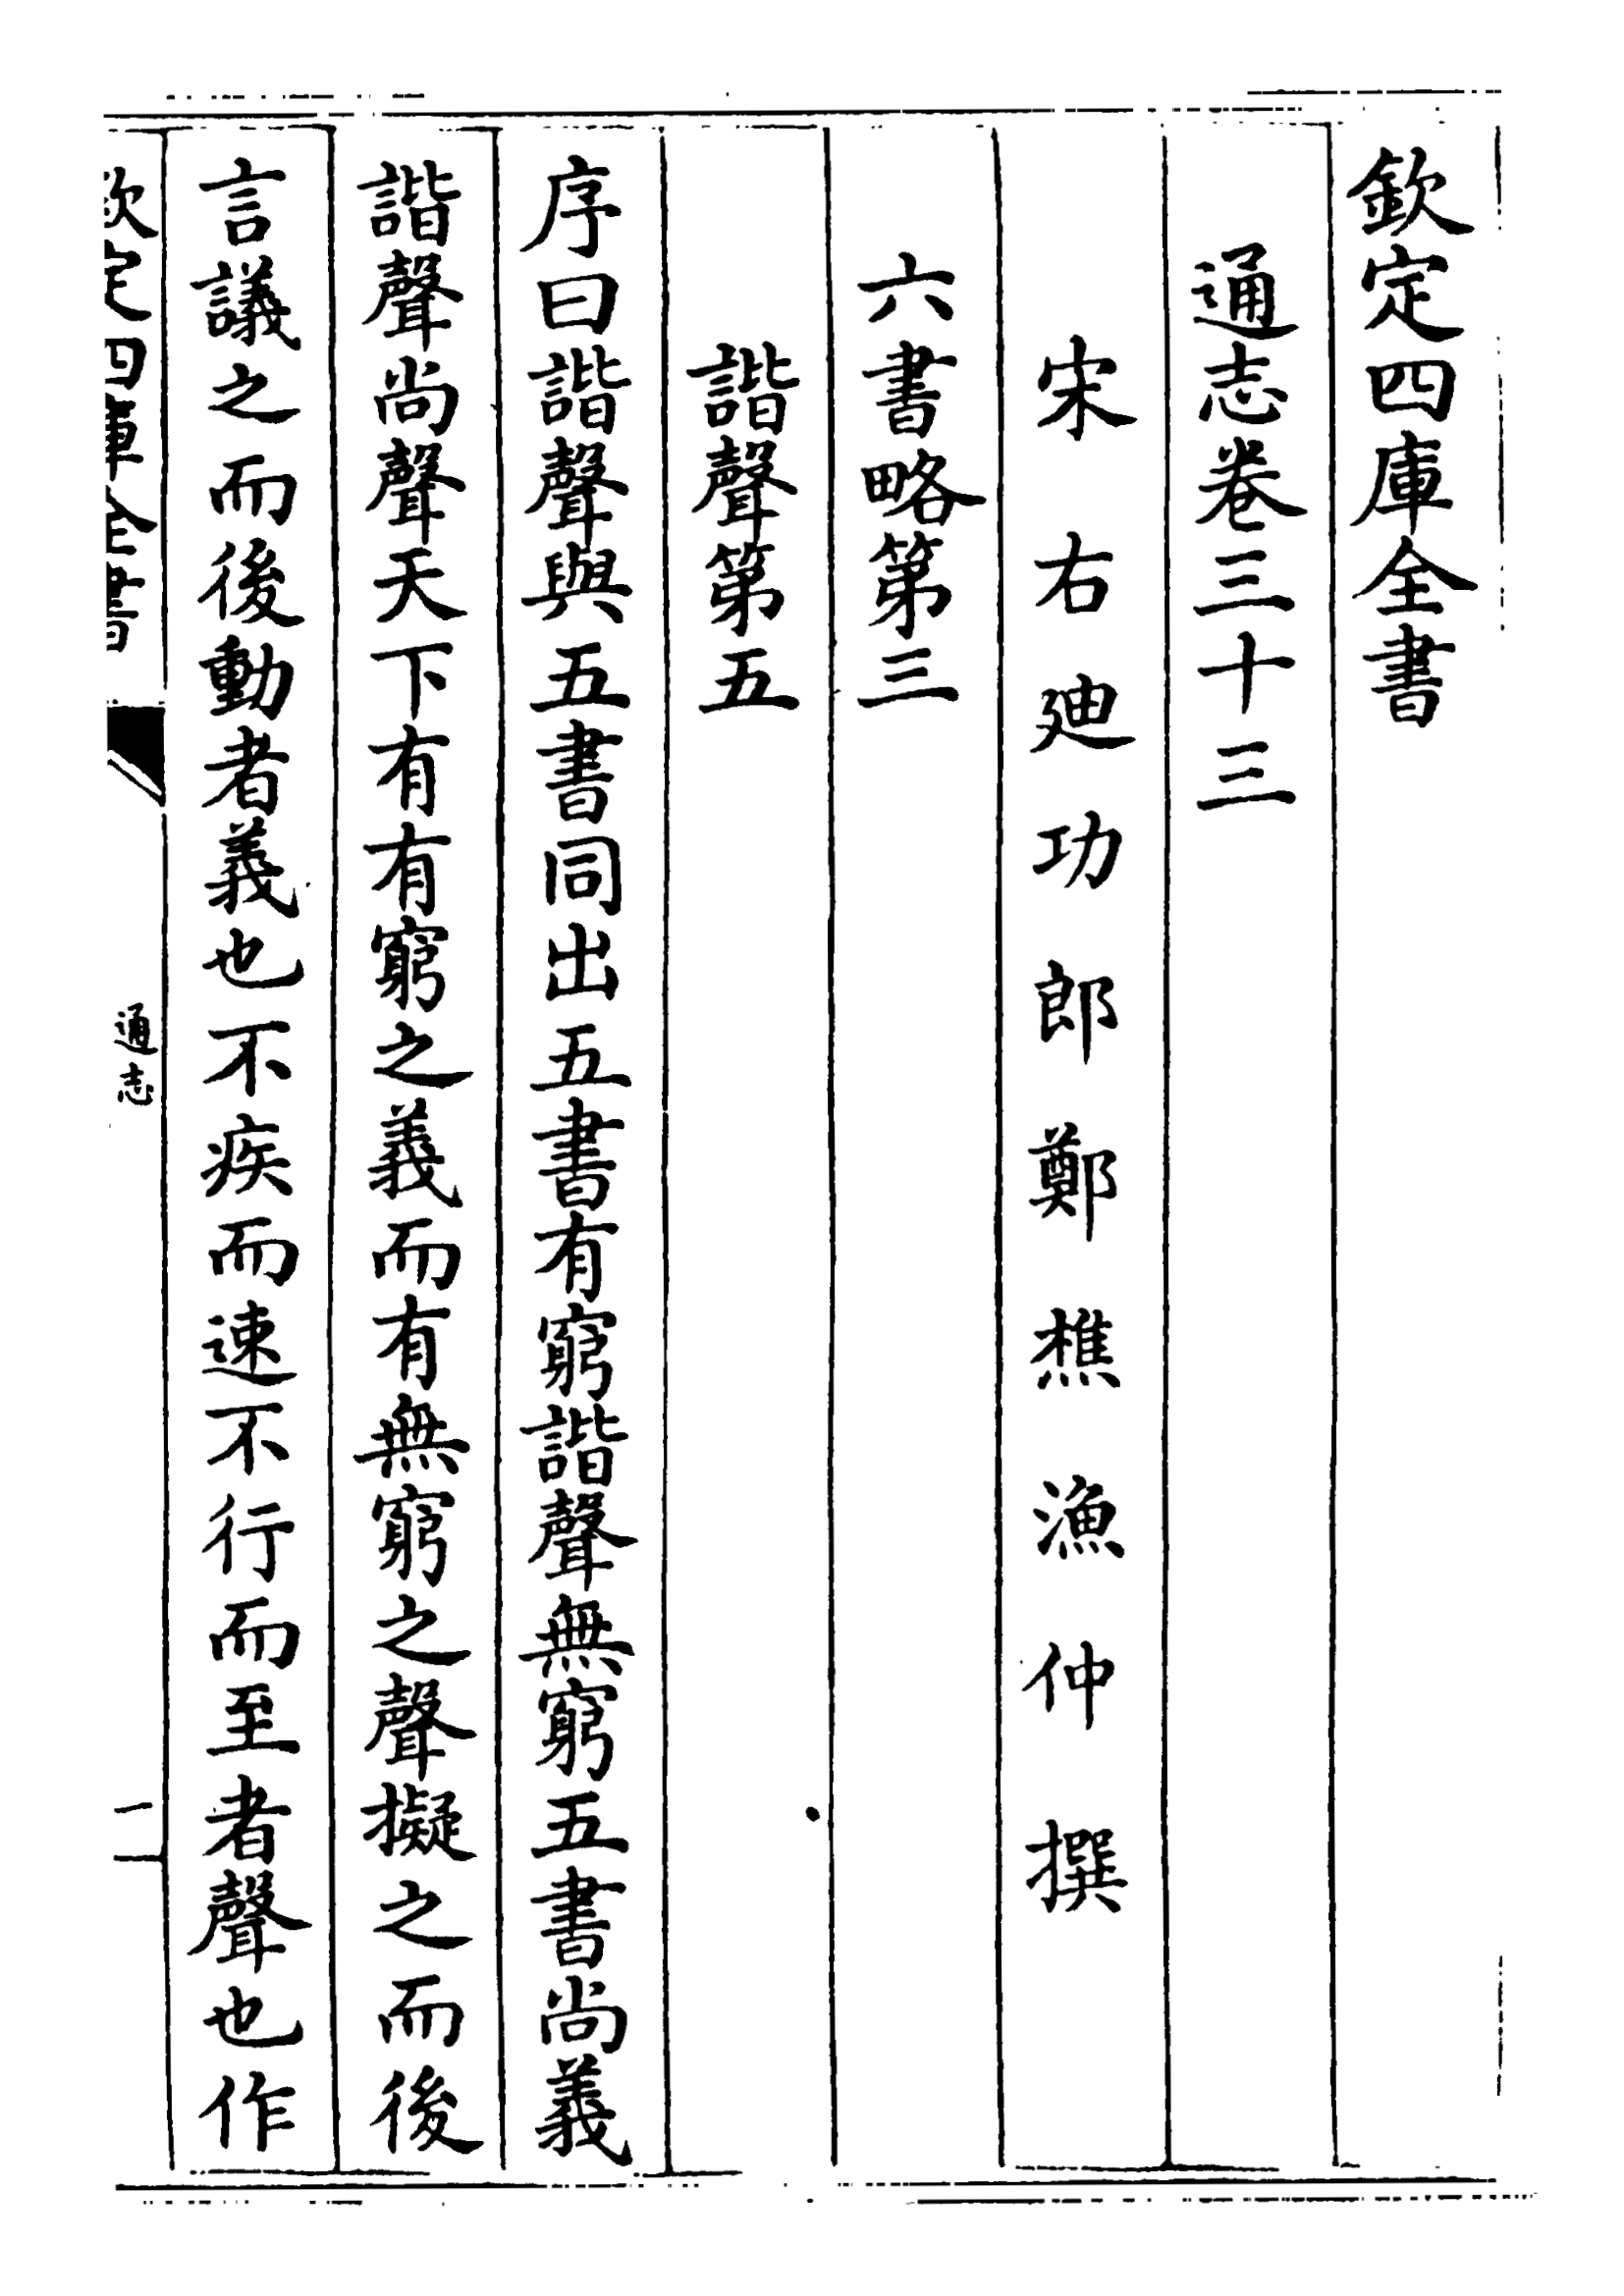 欽定四庫全書
通志卷三十三
宋右廸功郎鄭樵漁仲撰
六書略第三
諧聲第五
序曰諧聲與五書同出五書有窮諧聲無窮五書尚義
諧聲尚聲天下有有窮之義而有無窮之聲擬之而後
言議之而後動者義也不疾而速不行而至者聲也作
欽定四庫全書
通志
一